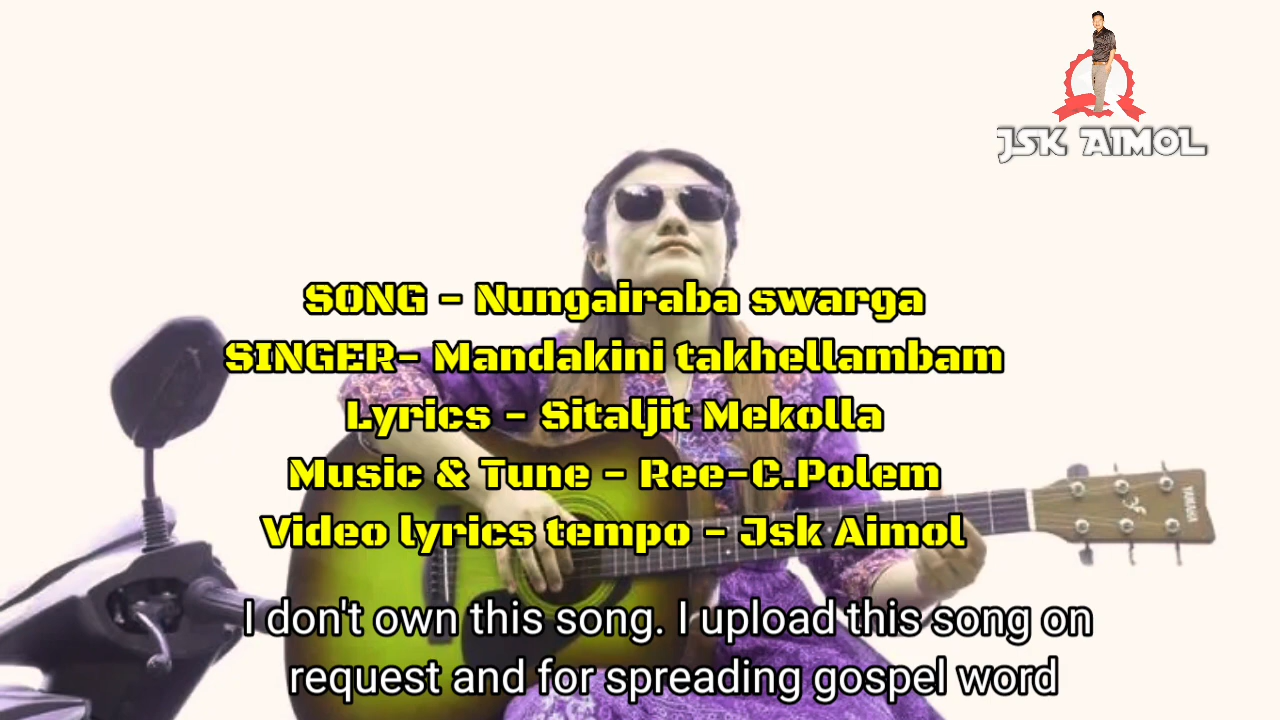 JSK AIMOL
SONG - Nungairaba swarga
SINGER- Mandakini takhellambam
Lyrics - Sitaljit Mekolla
Music & Tune - Ree-C.Polem
Video lyrics tempo - Jsk Aimol
YAMAHA
I don't own this song. I upload this song on
request and for spreading gospel word